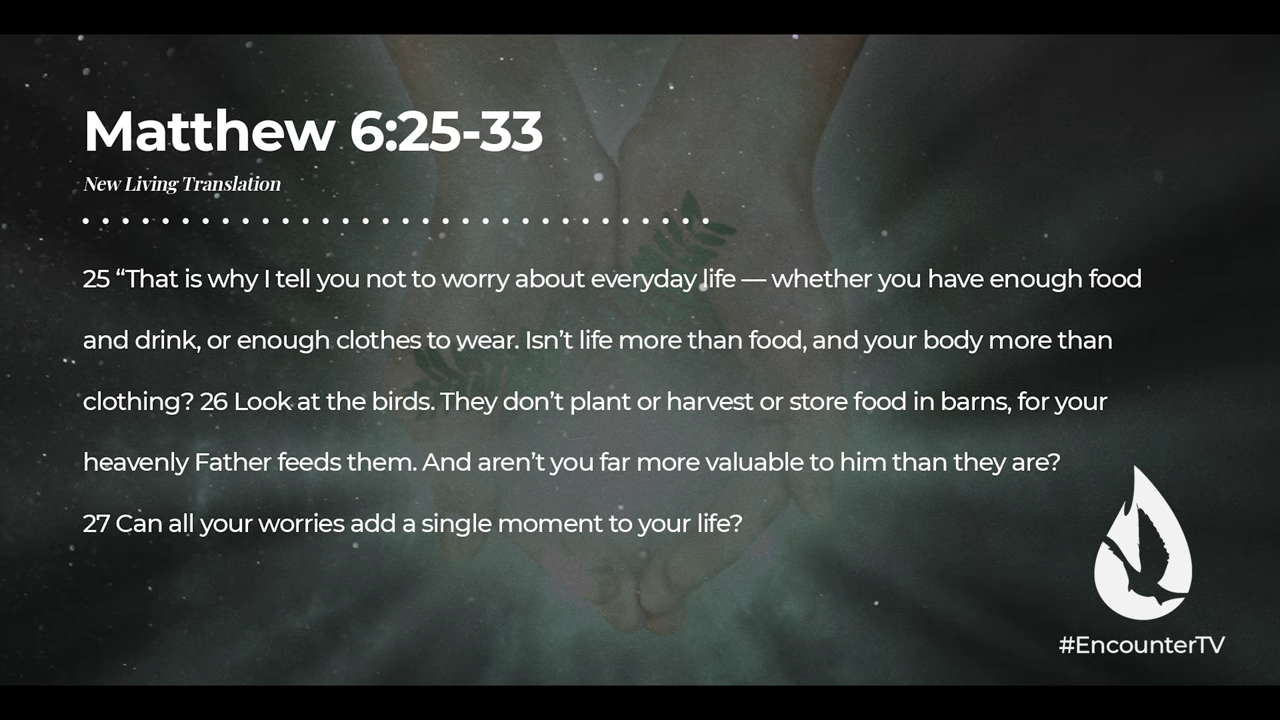 Matthew 6:25-33
New Living Translation
25 “That is why I tell you not to worry about everyday life — whether you have enough food
and drink, or enough clothes to wear. Isn’t life more than food, and your body more than
clothing? 26 Look at the birds. They don’t plant or harvest or store food in barns, for your
heavenly Father feeds them. And aren’t you far more valuable to him than they are?
27 Can all your worries add a single moment to your life?
#EncounterTV